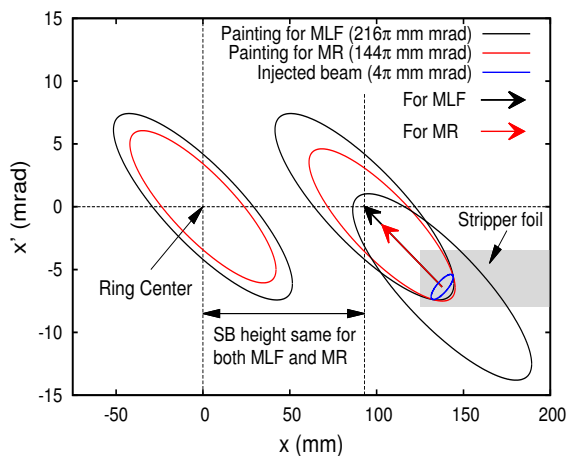 Painting for MLF (216π mm mrad)
Painting for MR (144π mm mrad)
Injected beam (4π mm mrad)
For MLF
For MR
Stripper foil
Ring Center
SB height same for
both MLF and MR
15
10
5
0
-5
-10
-15
x' (mrad)
-50
0
50
100
150
200
x (mm)